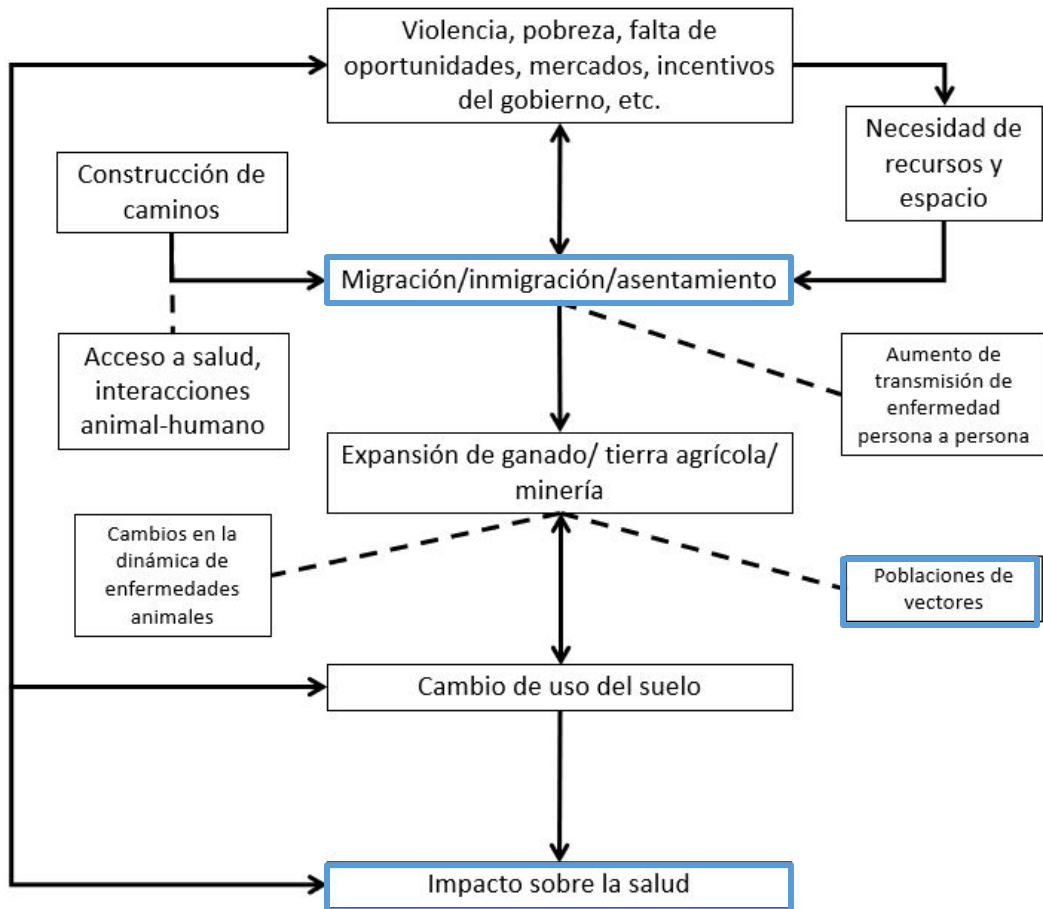 Violencia, pobreza, falta de
oportunidades, mercados, incentivos
del gobierno, etc.
Necesidad de
recursos y
espacio
Construcción de
caminos
Migración/inmigración/asentamiento
Acceso a salud,
interacciones
animal-humano
Aumento de
transmisión de
enfermedad
persona a persona
Expansión de ganado/ tierra agrícola/
minería
Cambios en la
dinámica de
enfermedades
animales
Poblaciones de
vectores
Cambio de uso del suelo
Impacto sobre la salud